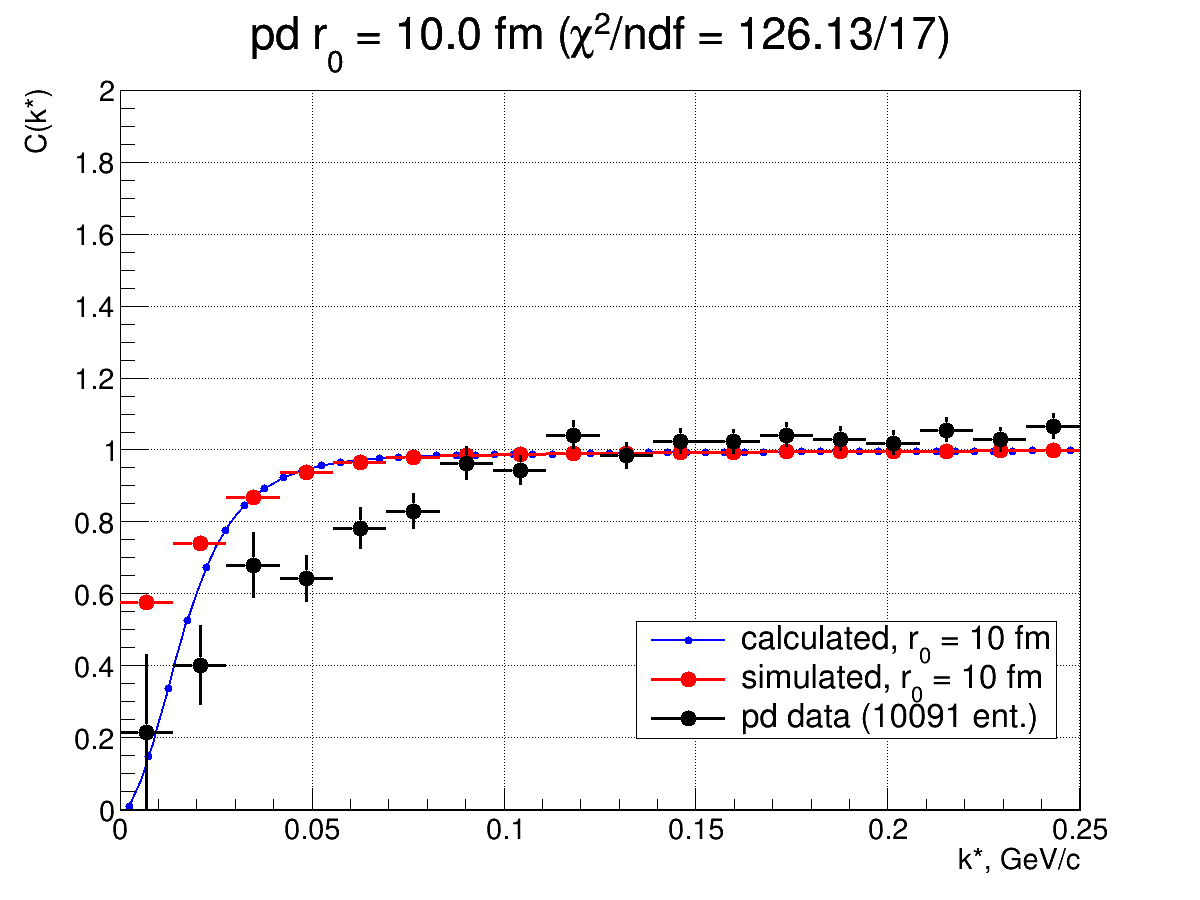 pd r₀ = 10.0 fm (χ²/ndf = 126.13/17)
C(k*)
2
1.8
1.6
1.4
1.2
1
0.8
0.6
0.4
0.2
0
calculated, r₀ = 10 fm
simulated, r₀ = 10 fm
pd data (10091 ent.)
0 0.05 0.1 0.15 0.2 0.25
k*, GeV/c